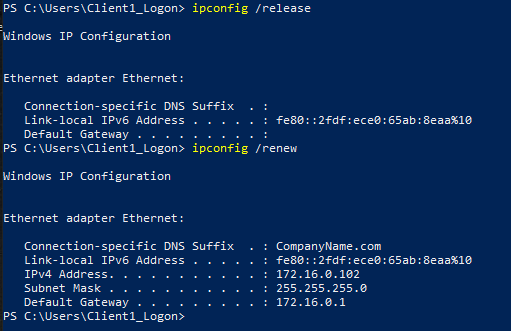 PS C:\Users\Client1_Logon> ipconfig /release
Windows IP Configuration
Ethernet adapter Ethernet:
Connection-specific DNS Suffix  . :
Link-local IPv6 Address . . . . . : fe80::2fdf:ece0:65ab:8eaa%10
Default Gateway . . . . . . . . . :
PS C:\Users\Client1_Logon> ipconfig /renew
Windows IP Configuration
Ethernet adapter Ethernet:
Connection-specific DNS Suffix  . : CompanyName.com
Link-local IPv6 Address . . . . . : fe80::2fdf:ece0:65ab:8eaa%10
IPv4 Address. . . . . . . . . . . : 172.16.0.102
Subnet Mask . . . . . . . . . . . : 255.255.255.0
Default Gateway . . . . . . . . . : 172.16.0.1
PS C:\Users\Client1_Logon>